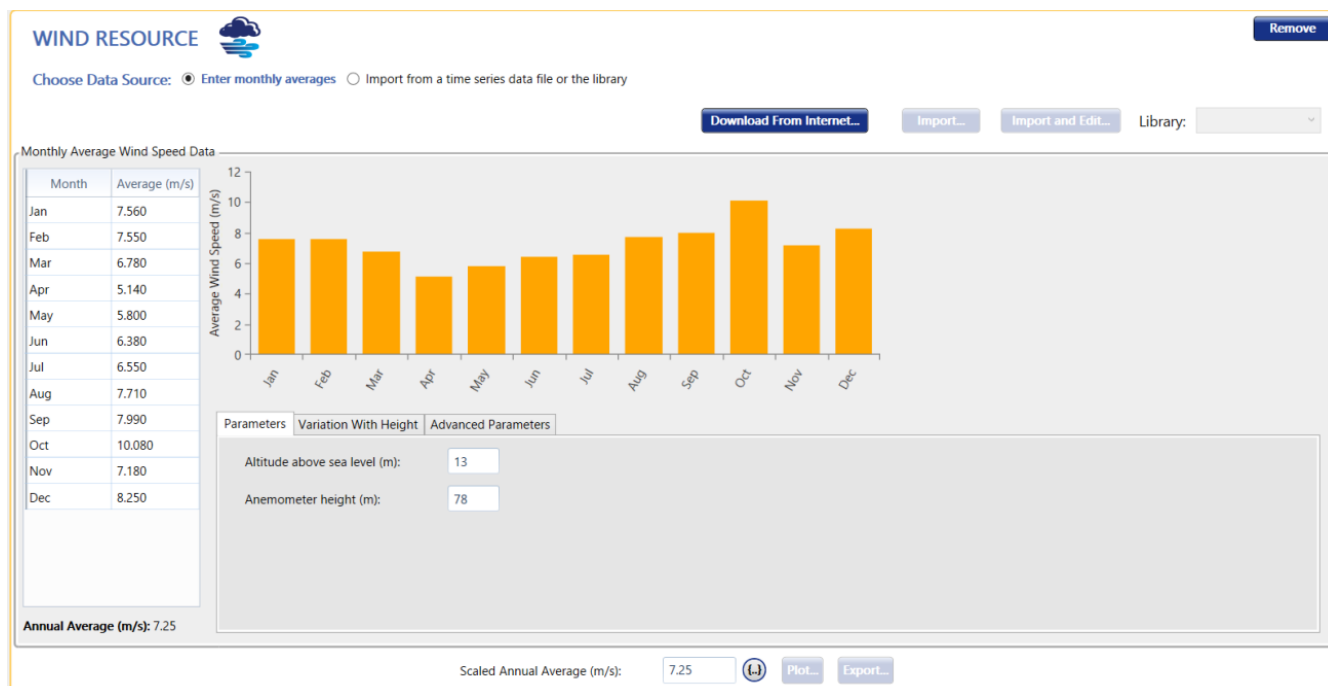 WIND RESOURCE
Remove
Choose Data Source: Enter monthly averages Import from a time series data file or the library
Download From Internet... Import... Import and Edit... Library:
Monthly Average Wind Speed Data
Month Average (m/s)
Jan 7.560
Feb 7.550
Mar 6.780
Apr 5.140
May 5.800
Jun 6.380
Jul 6.550
Aug 7.710
Sep 7.990
Oct 10.080
Nov 7.180
Dec 8.250
Annual Average (m/s): 7.25
Average Wind Speed (m/s)
12
10
8
6
4
2
0
Jan Feb Mar Apr May Jun Jul Aug Sep Oct Nov Dec
Parameters Variation With Height Advanced Parameters
Altitude above sea level (m): 13
Anemometer height (m): 78
Scaled Annual Average (m/s): 7.25 {..} Plot... Export...